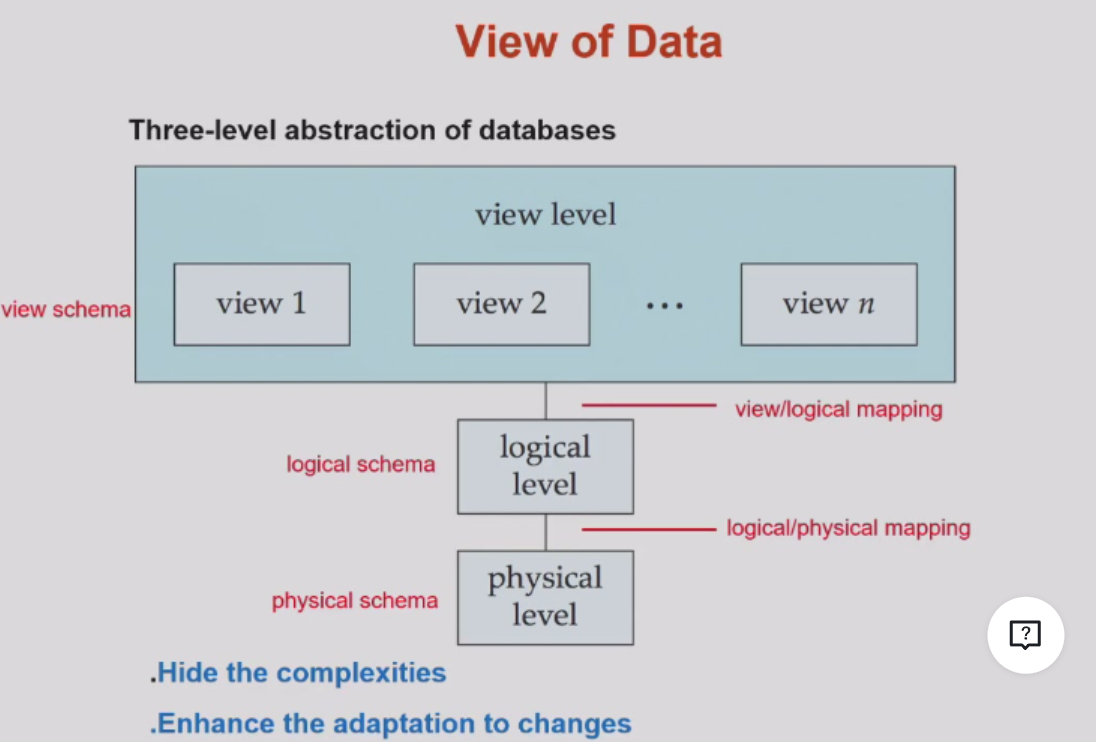 View of Data
Three-level abstraction of databases
view level
view schema
view 1
view 2
...
view n
view/logical mapping
logical schema
logical
level
logical/physical mapping
physical schema
physical
level
.Hide the complexities
.Enhance the adaptation to changes
?